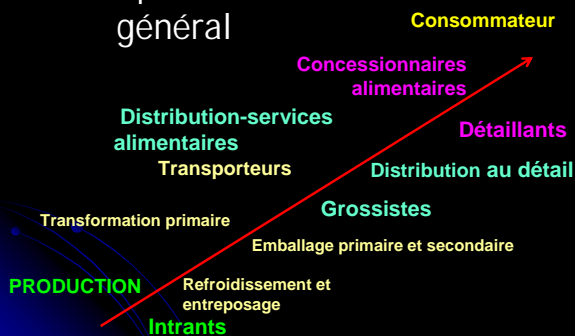 général
Consommateur
Concessionnaires
alimentaires
Distribution-services
alimentaires
Détaillants
Transporteurs
Distribution au détail
Grossistes
Transformation primaire
Emballage primaire et secondaire
PRODUCTION
Refroidissement et
entreposage
Intrants